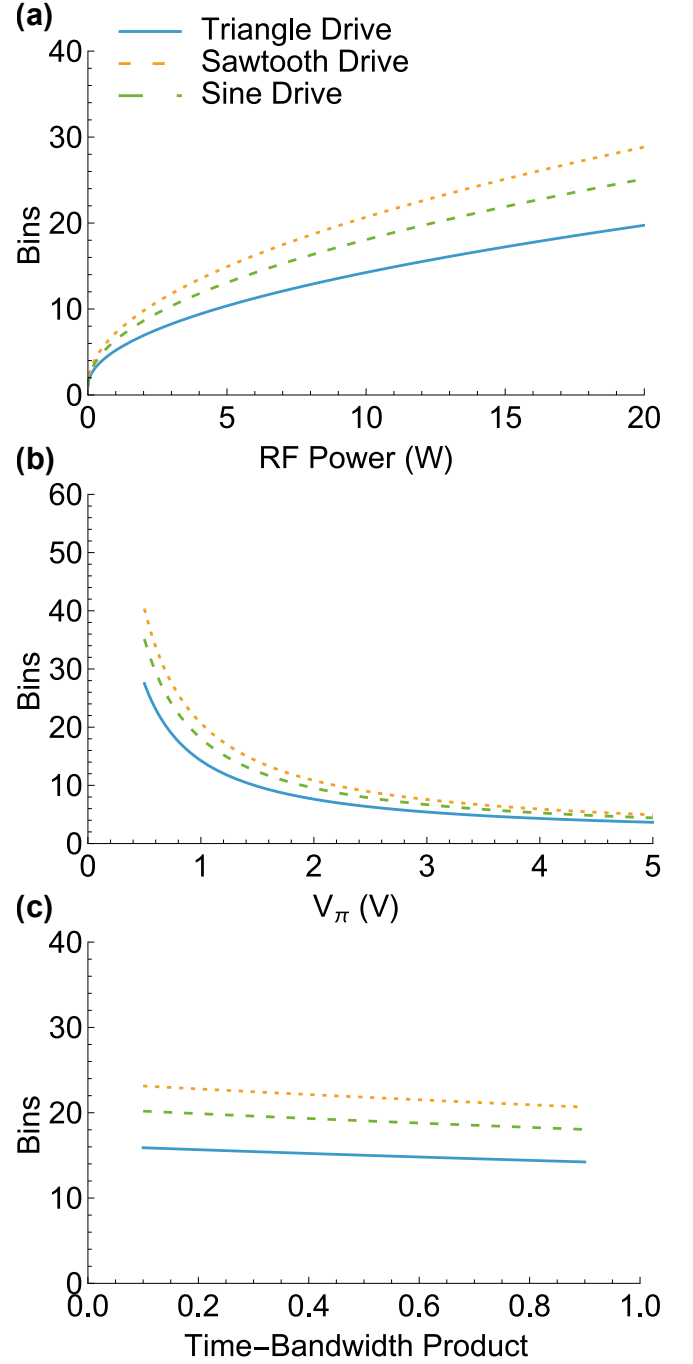 (a)
Triangle Drive
Sawtooth Drive
Sine Drive
40
30
20
10
0
Bins
0 5 10 15 20
RF Power (W)
(b)
60
50
40
30
20
10
0
Bins
0 1 2 3 4 5
V_π (V)
(c)
40
30
20
10
0
Bins
0.0 0.2 0.4 0.6 0.8 1.0
Time–Bandwidth Product